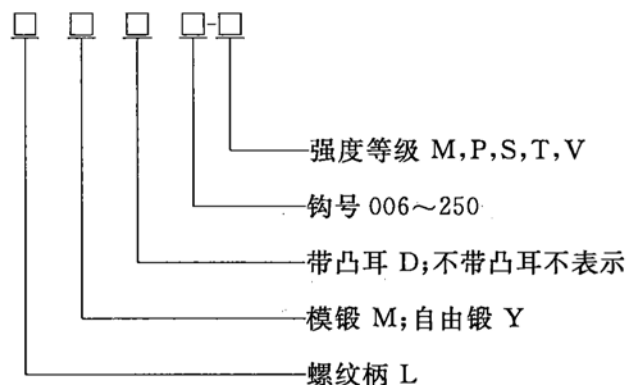 □ □ □ □-□
强度等级 M,P,S,T,V
钩号 006～250
带凸耳 D;不带凸耳不表示
模锻 M;自由锻 Y
螺纹柄 L